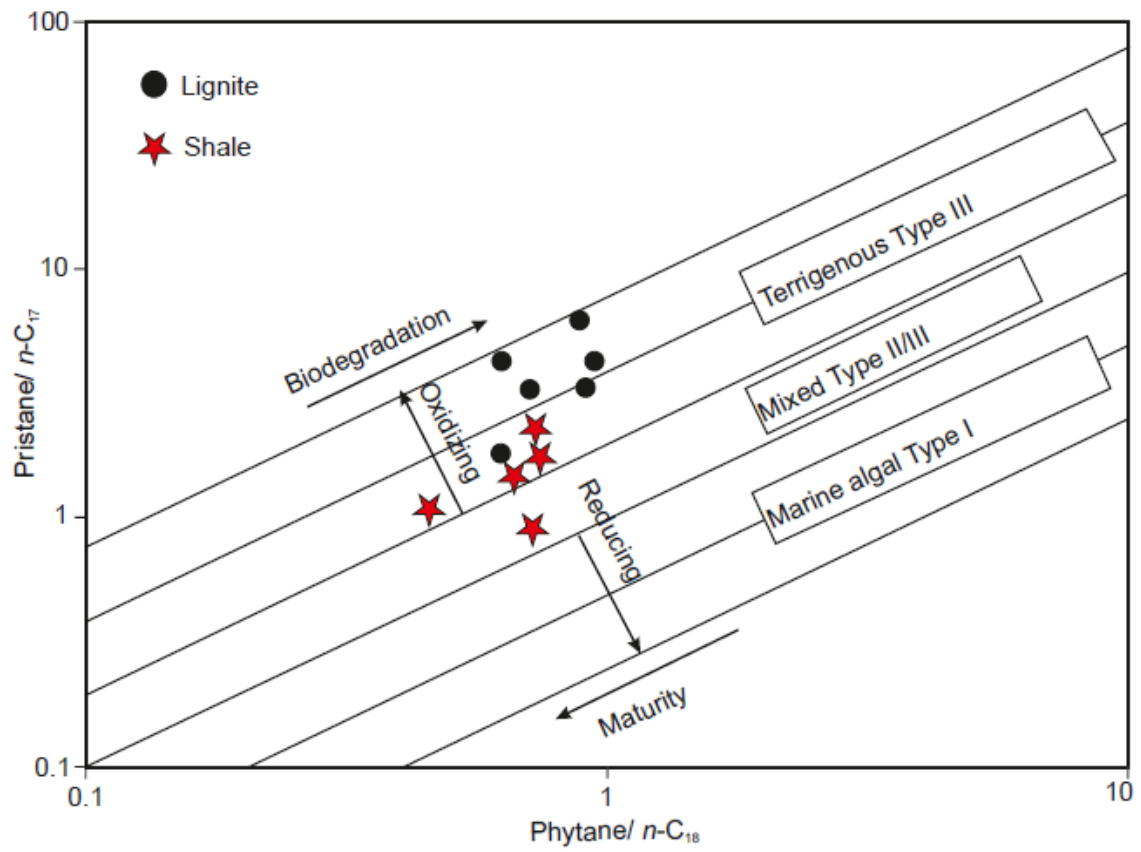 100
Lignite
Shale
Terrigenous Type III
10
Biodegradation
Mixed Type II/III
Oxidizing
Pristane/ n-C₁₇
Marine algal Type I
Reducing
1
Maturity
0.1
0.1
1
10
Phytane/ n-C₁₈